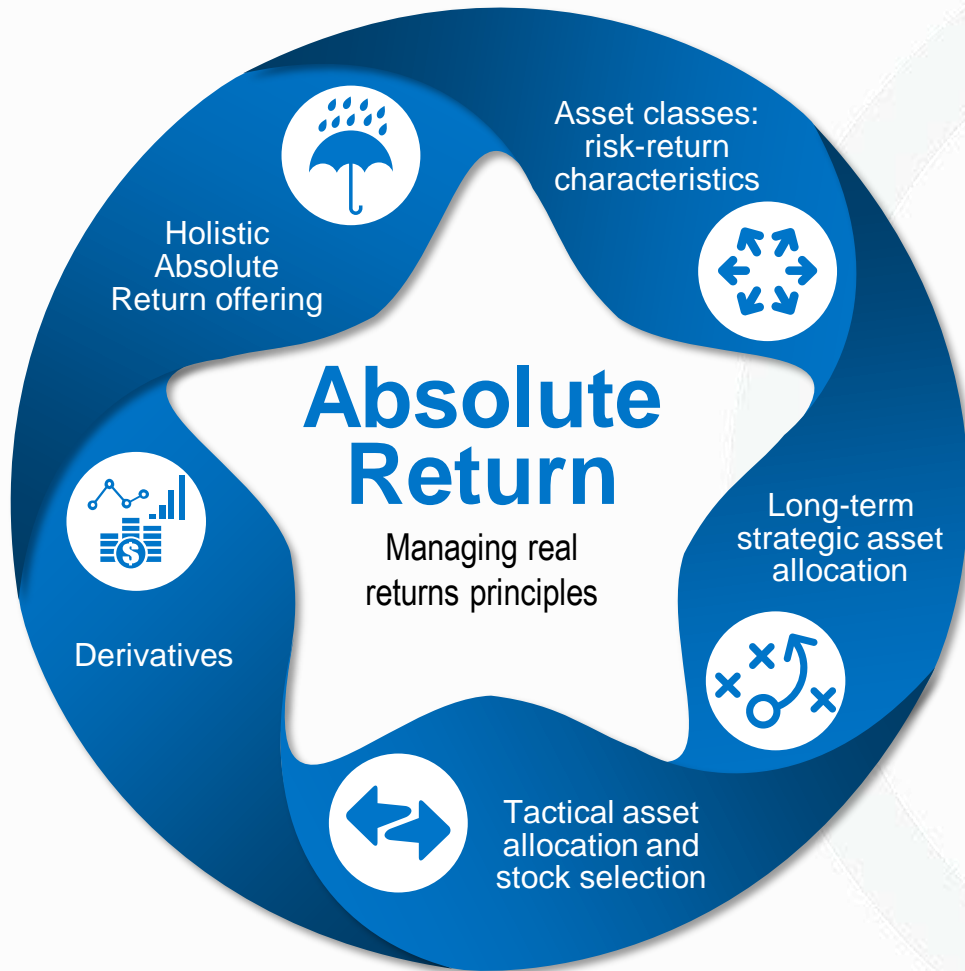 Absolute
Return
Managing real
returns principles
Asset classes:
risk-return
characteristics
Long-term
strategic asset
allocation
Tactical asset
allocation and
stock selection
Derivatives
$
Holistic
Absolute
Return offering